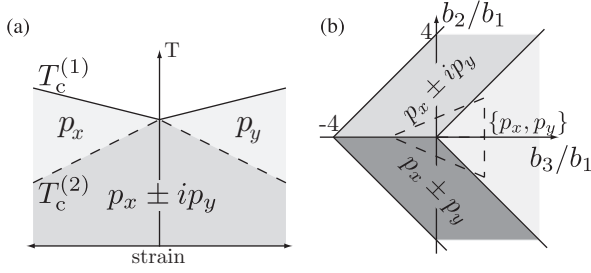 (a)
T
T_c^(1)
p_x
p_y
T_c^(2)
p_x ± ip_y
strain
(b)
b_2/b_1
4
p_x ± ip_y
-4
{p_x, p_y}
b_3/b_1
p_x ± p_y